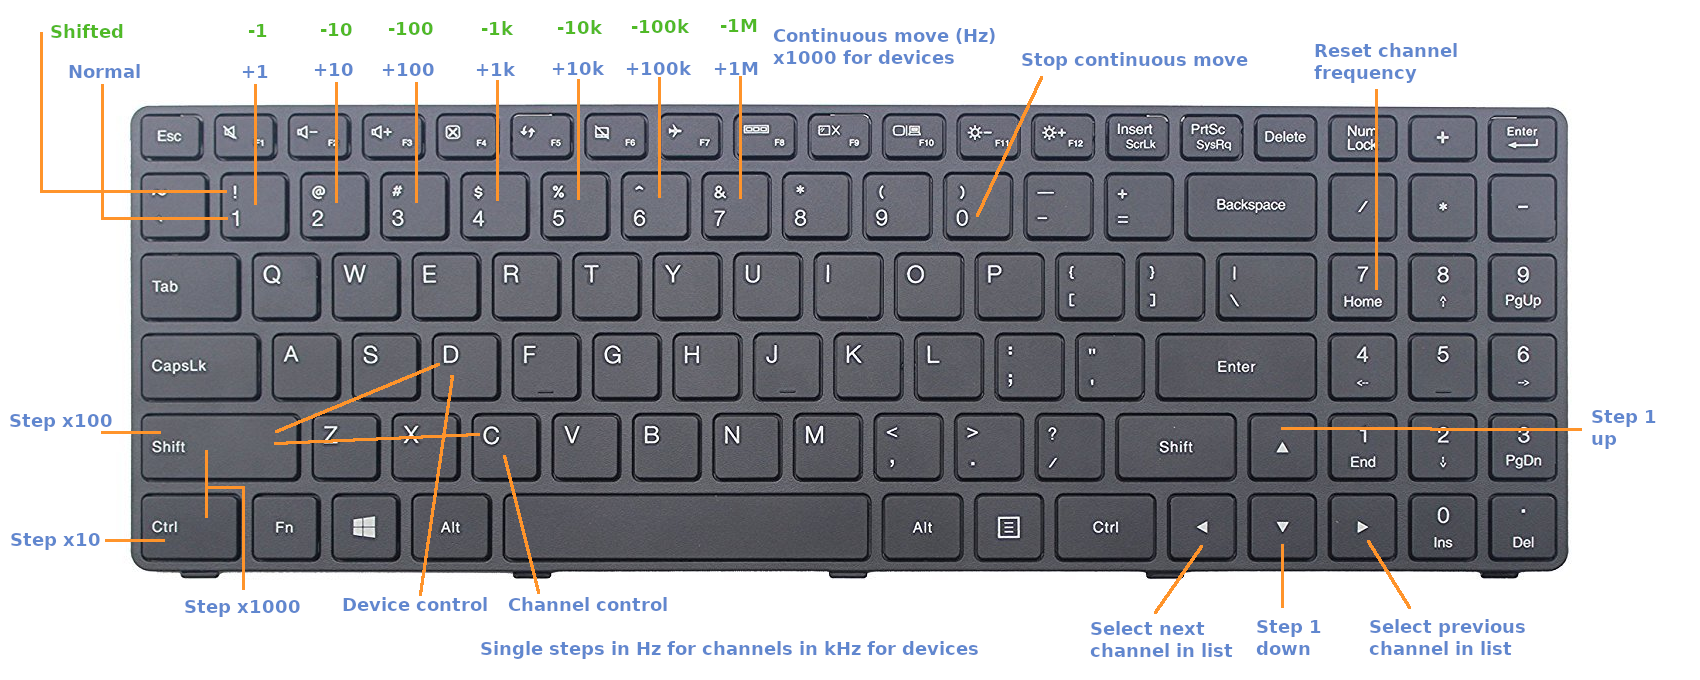 Shifted -1 -10 -100 -1k -10k -100k -1M
Continuous move (Hz)
x1000 for devices
Stop continuous move
Reset channel
frequency
Normal +1 +10 +100 +1k +10k +100k +1M
Esc F1 F2 F3 F4 F5 F6 F7 F8 F9 F10 F11 F12 Insert ScrLk PrtSc SysRq Delete Num Lock + Enter
! @ # $ % ^ & * ( ) — +
1 2 3 4 5 6 7 8 9 0 - = Backspace / * -
Tab Q W E R T Y U I O P { [ } ] | \ 7 Home 8 ↑ 9 PgUp
CapsLk A S D F G H J K L : ; " ' Enter 4 <-- 5 6 -->
Step x100
Shift Z X C V B N M < , > . ? / Shift ▲ 1 End 2 ↓ 3 PgDn
Step 1
up
Step x10
Ctrl Fn Alt Alt Ctrl ◀ ▼ ▶ 0 Ins . Del
Step x1000
Device control
Channel control
Single steps in Hz for channels in kHz for devices
Select next
channel in list
Step 1
down
Select previous
channel in list